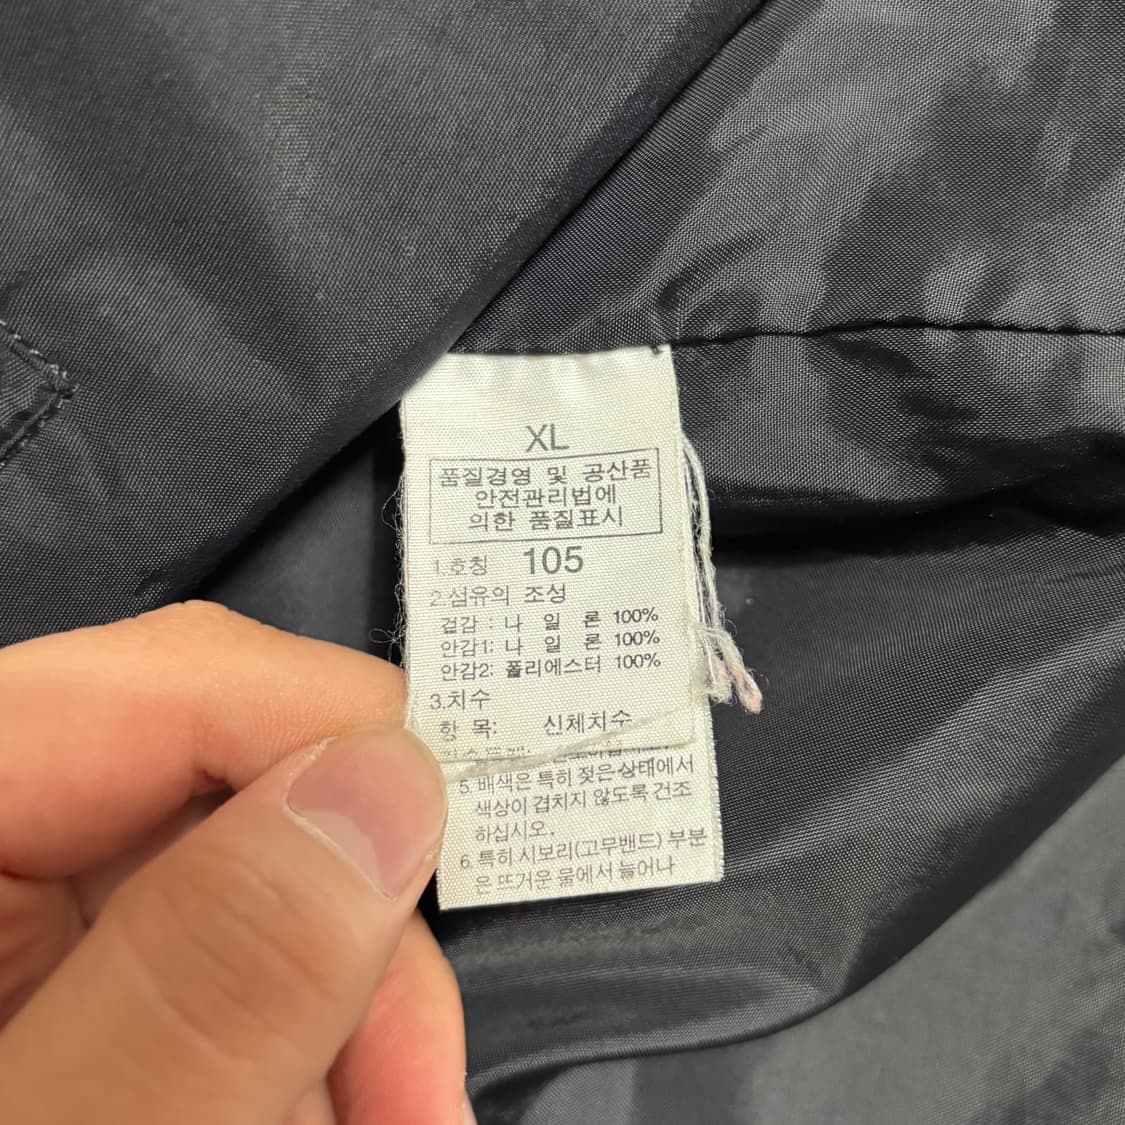 XL
품질경영 및 공산품
안전관리법에
의한 품질표시
1.호칭 105
2.섬유의 조성
겉감 : 나 일 론 100%
안감1: 나 일 론 100%
안감2: 폴리에스터 100%
3.치수
항 목: 신체치수
5. 배색은 특히 젖은상태에서
색상이 겹치지 않도록 건조
하십시오.
6. 특히 시보리(고무밴드) 부분
은 뜨거운 물에서 늘어나